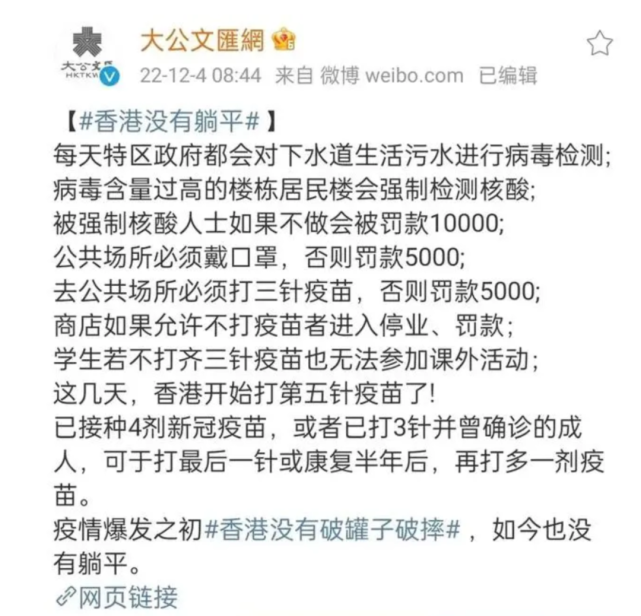 大公文匯網
大公文匯
HKTKW
22-12-4 08:44 来自 微博 weibo.com 已编辑
【#香港没有躺平#】
每天特区政府都会对下水道生活污水进行病毒检测;
病毒含量过高的楼栋居民楼会强制检测核酸;
被强制核酸人士如果不做会被罚款10000;
公共场所必须戴口罩，否则罚款5000;
去公共场所必须打三针疫苗，否则罚款5000;
商店如果允许不打疫苗者进入停业、罚款；
学生若不打齐三针疫苗也无法参加课外活动；
这几天，香港开始打第五针疫苗了!
已接种4剂新冠疫苗，或者已打3针并曾确诊的成
人，可于打最后一针或康复半年后，再打多一剂疫
苗。
疫情爆发之初#香港没有破罐子破摔#，如今也没
有躺平。
网页链接